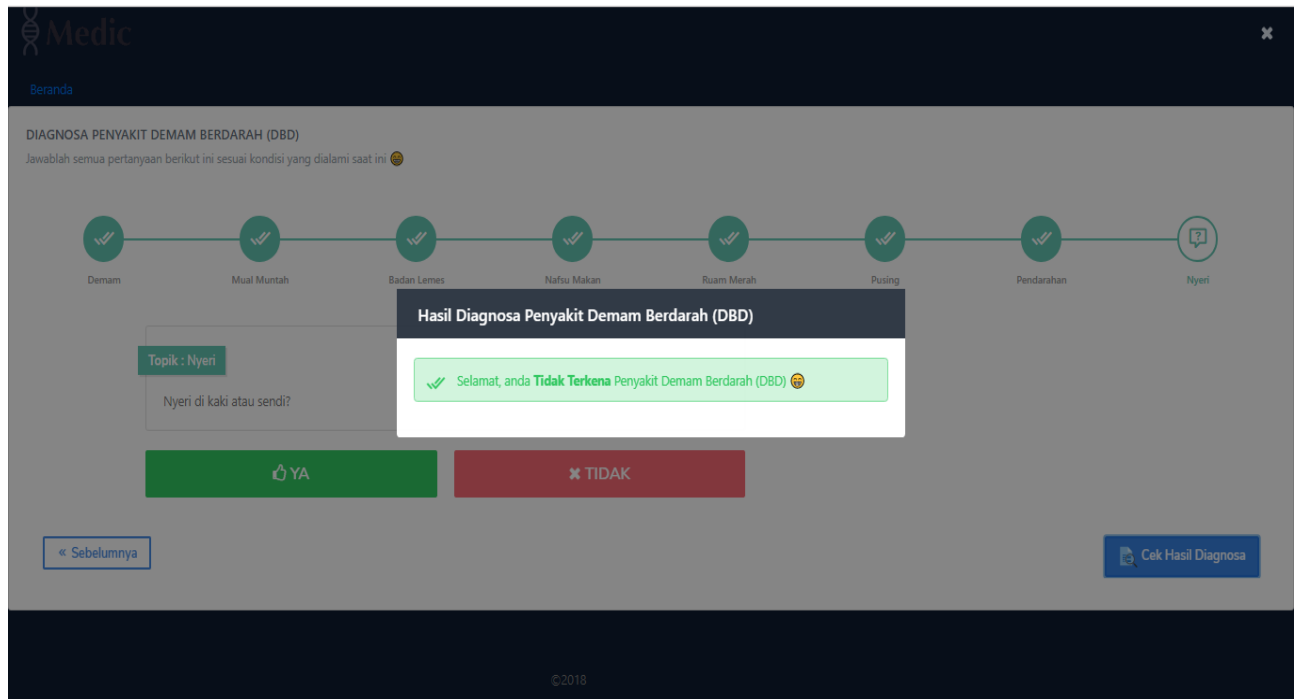 Medic
Beranda
DIAGNOSA PENYAKIT DEMAM BERDARAH (DBD)
Jawablah semua pertanyaan berikut ini sesuai kondisi yang dialami saat ini
Demam Mual Muntah Badan Lemes Nafsu Makan Ruam Merah Pusing Pendarahan Nyeri
Hasil Diagnosa Penyakit Demam Berdarah (DBD)
Selamat, anda Tidak Terkena Penyakit Demam Berdarah (DBD)
Topik : Nyeri
Nyeri di kaki atau sendi?
YA
TIDAK
« Sebelumnya
Cek Hasil Diagnosa
©2018